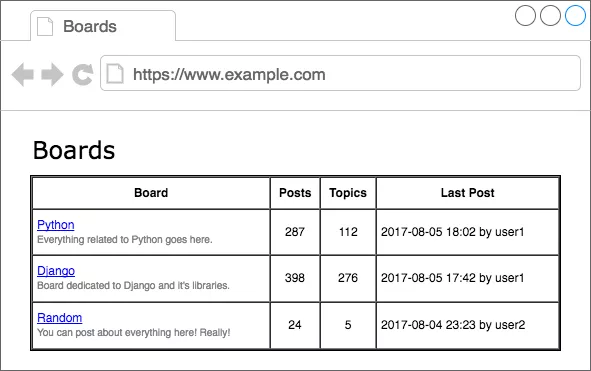 Boards
https://www.example.com
Boards
Board Posts Topics Last Post
Python
Everything related to Python goes here.
287 112 2017-08-05 18:02 by user1
Django
Board dedicated to Django and it's libraries.
398 276 2017-08-05 17:42 by user1
Random
You can post about everything here! Really!
24 5 2017-08-04 23:23 by user2